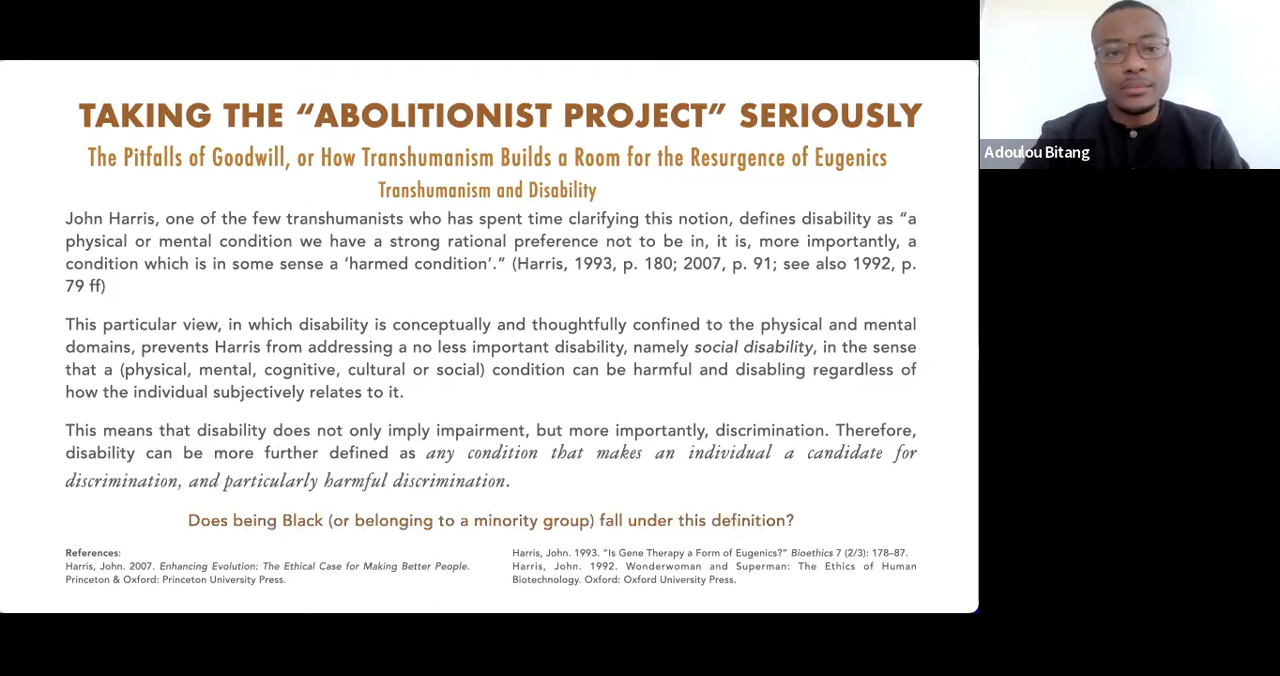 TAKING THE “ABOLITIONIST PROJECT” SERIOUSLY
The Pitfalls of Goodwill, or How Transhumanism Builds a Room for the Resurgence of Eugenics
Transhumanism and Disability
John Harris, one of the few transhumanists who has spent time clarifying this notion, defines disability as “a
physical or mental condition we have a strong rational preference not to be in, it is, more importantly, a
condition which is in some sense a ‘harmed condition’.” (Harris, 1993, p. 180; 2007, p. 91; see also 1992, p.
79 ff)
This particular view, in which disability is conceptually and thoughtfully confined to the physical and mental
domains, prevents Harris from addressing a no less important disability, namely social disability, in the sense
that a (physical, mental, cognitive, cultural or social) condition can be harmful and disabling regardless of
how the individual subjectively relates to it.
This means that disability does not only imply impairment, but more importantly, discrimination. Therefore,
disability can be more further defined as any condition that makes an individual a candidate for
discrimination, and particularly harmful discrimination.
Does being Black (or belonging to a minority group) fall under this definition?
References:
Harris, John. 2007. Enhancing Evolution: The Ethical Case for Making Better People.
Princeton & Oxford: Princeton University Press.
Harris, John. 1993. “Is Gene Therapy a Form of Eugenics?” Bioethics 7 (2/3): 178–87.
Harris, John. 1992. Wonderwoman and Superman: The Ethics of Human
Biotechnology. Oxford: Oxford University Press.
Adoulou Bitang